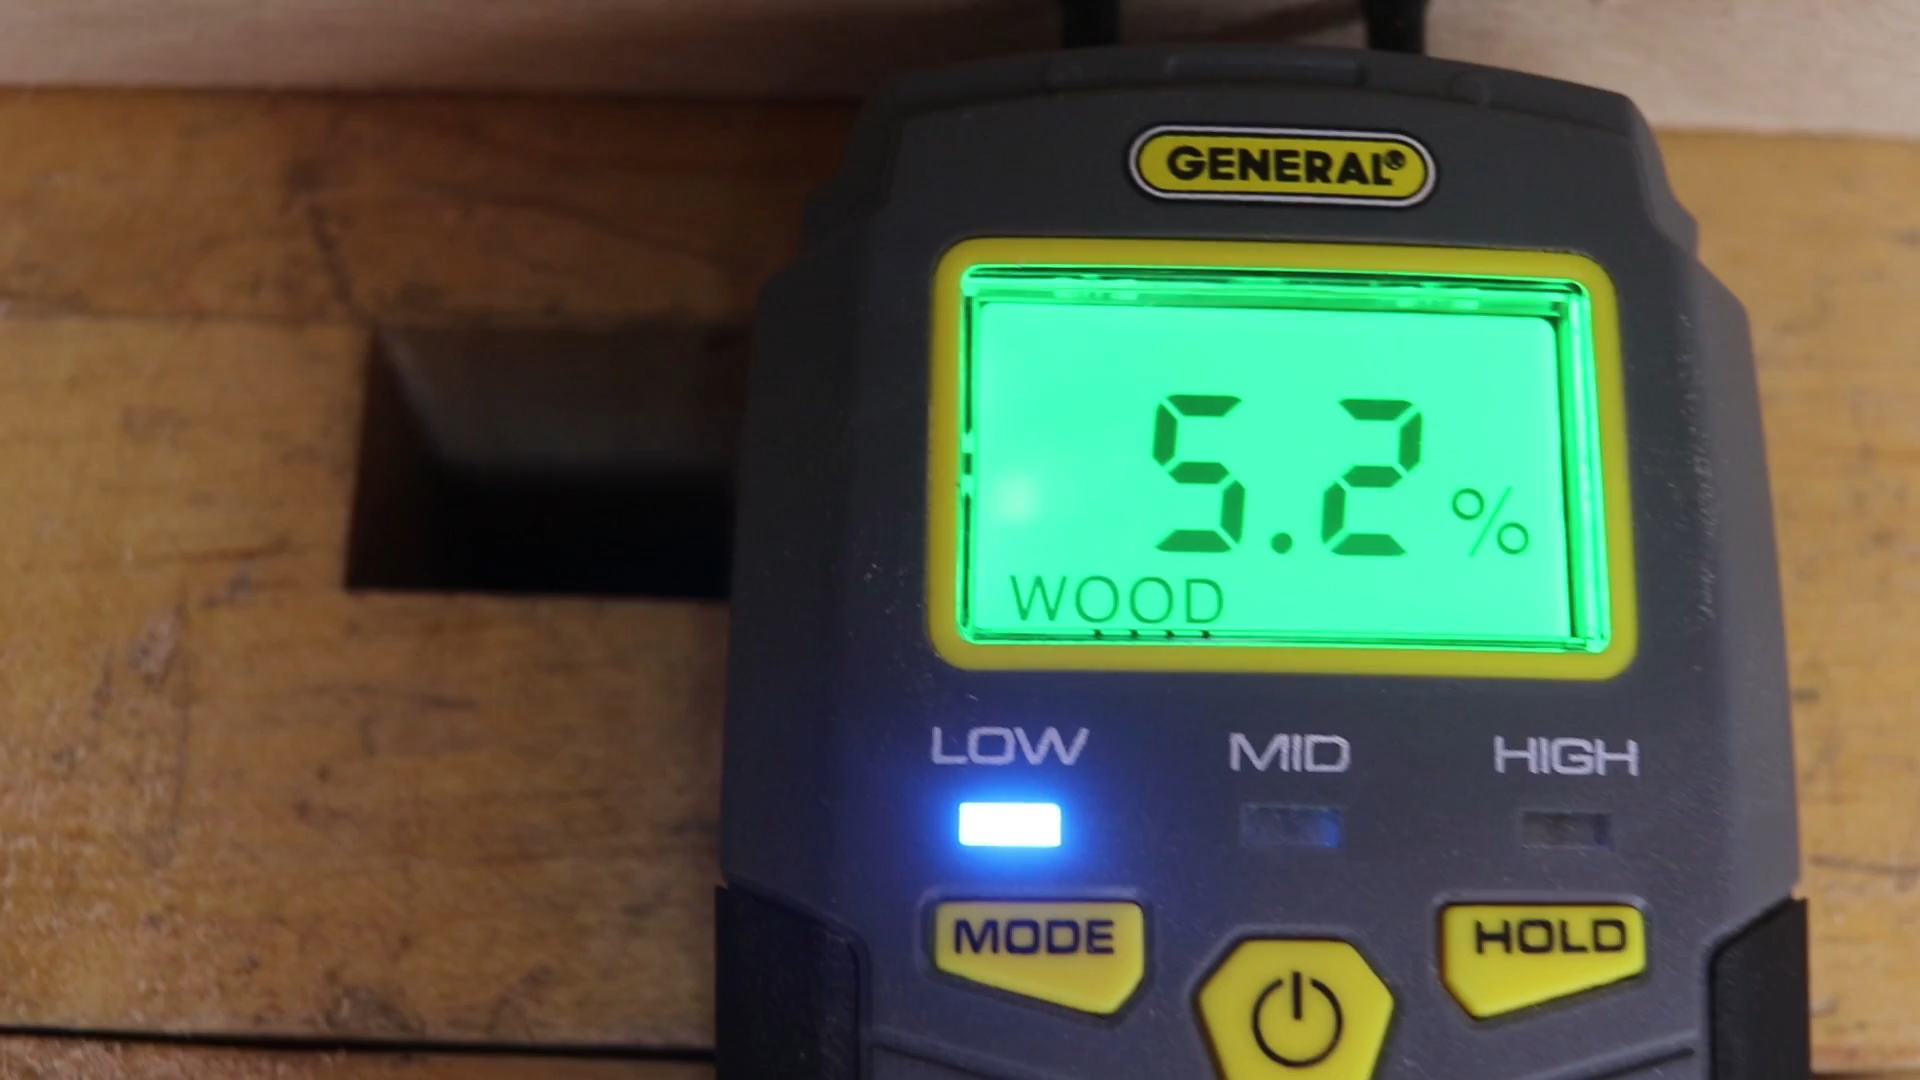 GENERAL®
5.2 %
WOOD
LOW MID HIGH
MODE HOLD